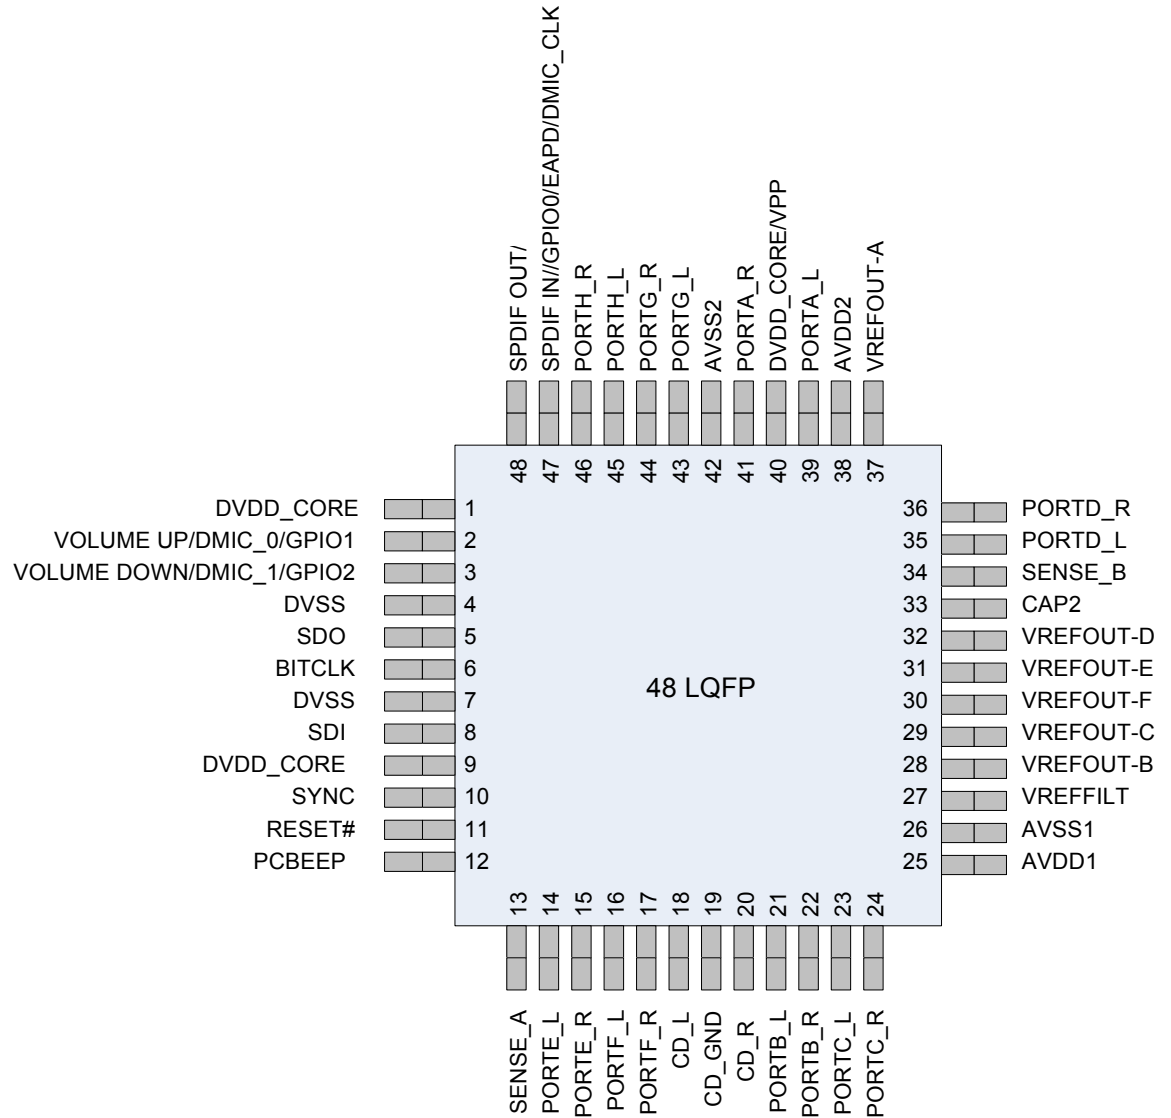 SPDIF OUT/
SPDIF IN//GPIO0/EAPD/DMIC_CLK
PORTH_R
PORTH_L
PORTG_R
PORTG_L
AVSS2
PORTA_R
DVDD_CORE/VPP
PORTA_L
AVDD2
VREFOUT-A
48
47
46
45
44
43
42
41
40
39
38
37
DVDD_CORE 1
VOLUME UP/DMIC_0/GPIO1 2
VOLUME DOWN/DMIC_1/GPIO2 3
DVSS 4
SDO 5
BITCLK 6
DVSS 7
SDI 8
DVDD_CORE 9
SYNC 10
RESET# 11
PCBEEP 12
48 LQFP
36 PORTD_R
35 PORTD_L
34 SENSE_B
33 CAP2
32 VREFOUT-D
31 VREFOUT-E
30 VREFOUT-F
29 VREFOUT-C
28 VREFOUT-B
27 VREFFILT
26 AVSS1
25 AVDD1
13
14
15
16
17
18
19
20
21
22
23
24
SENSE_A
PORTE_L
PORTE_R
PORTF_L
PORTF_R
CD_L
CD_GND
CD_R
PORTB_L
PORTB_R
PORTC_L
PORTC_R